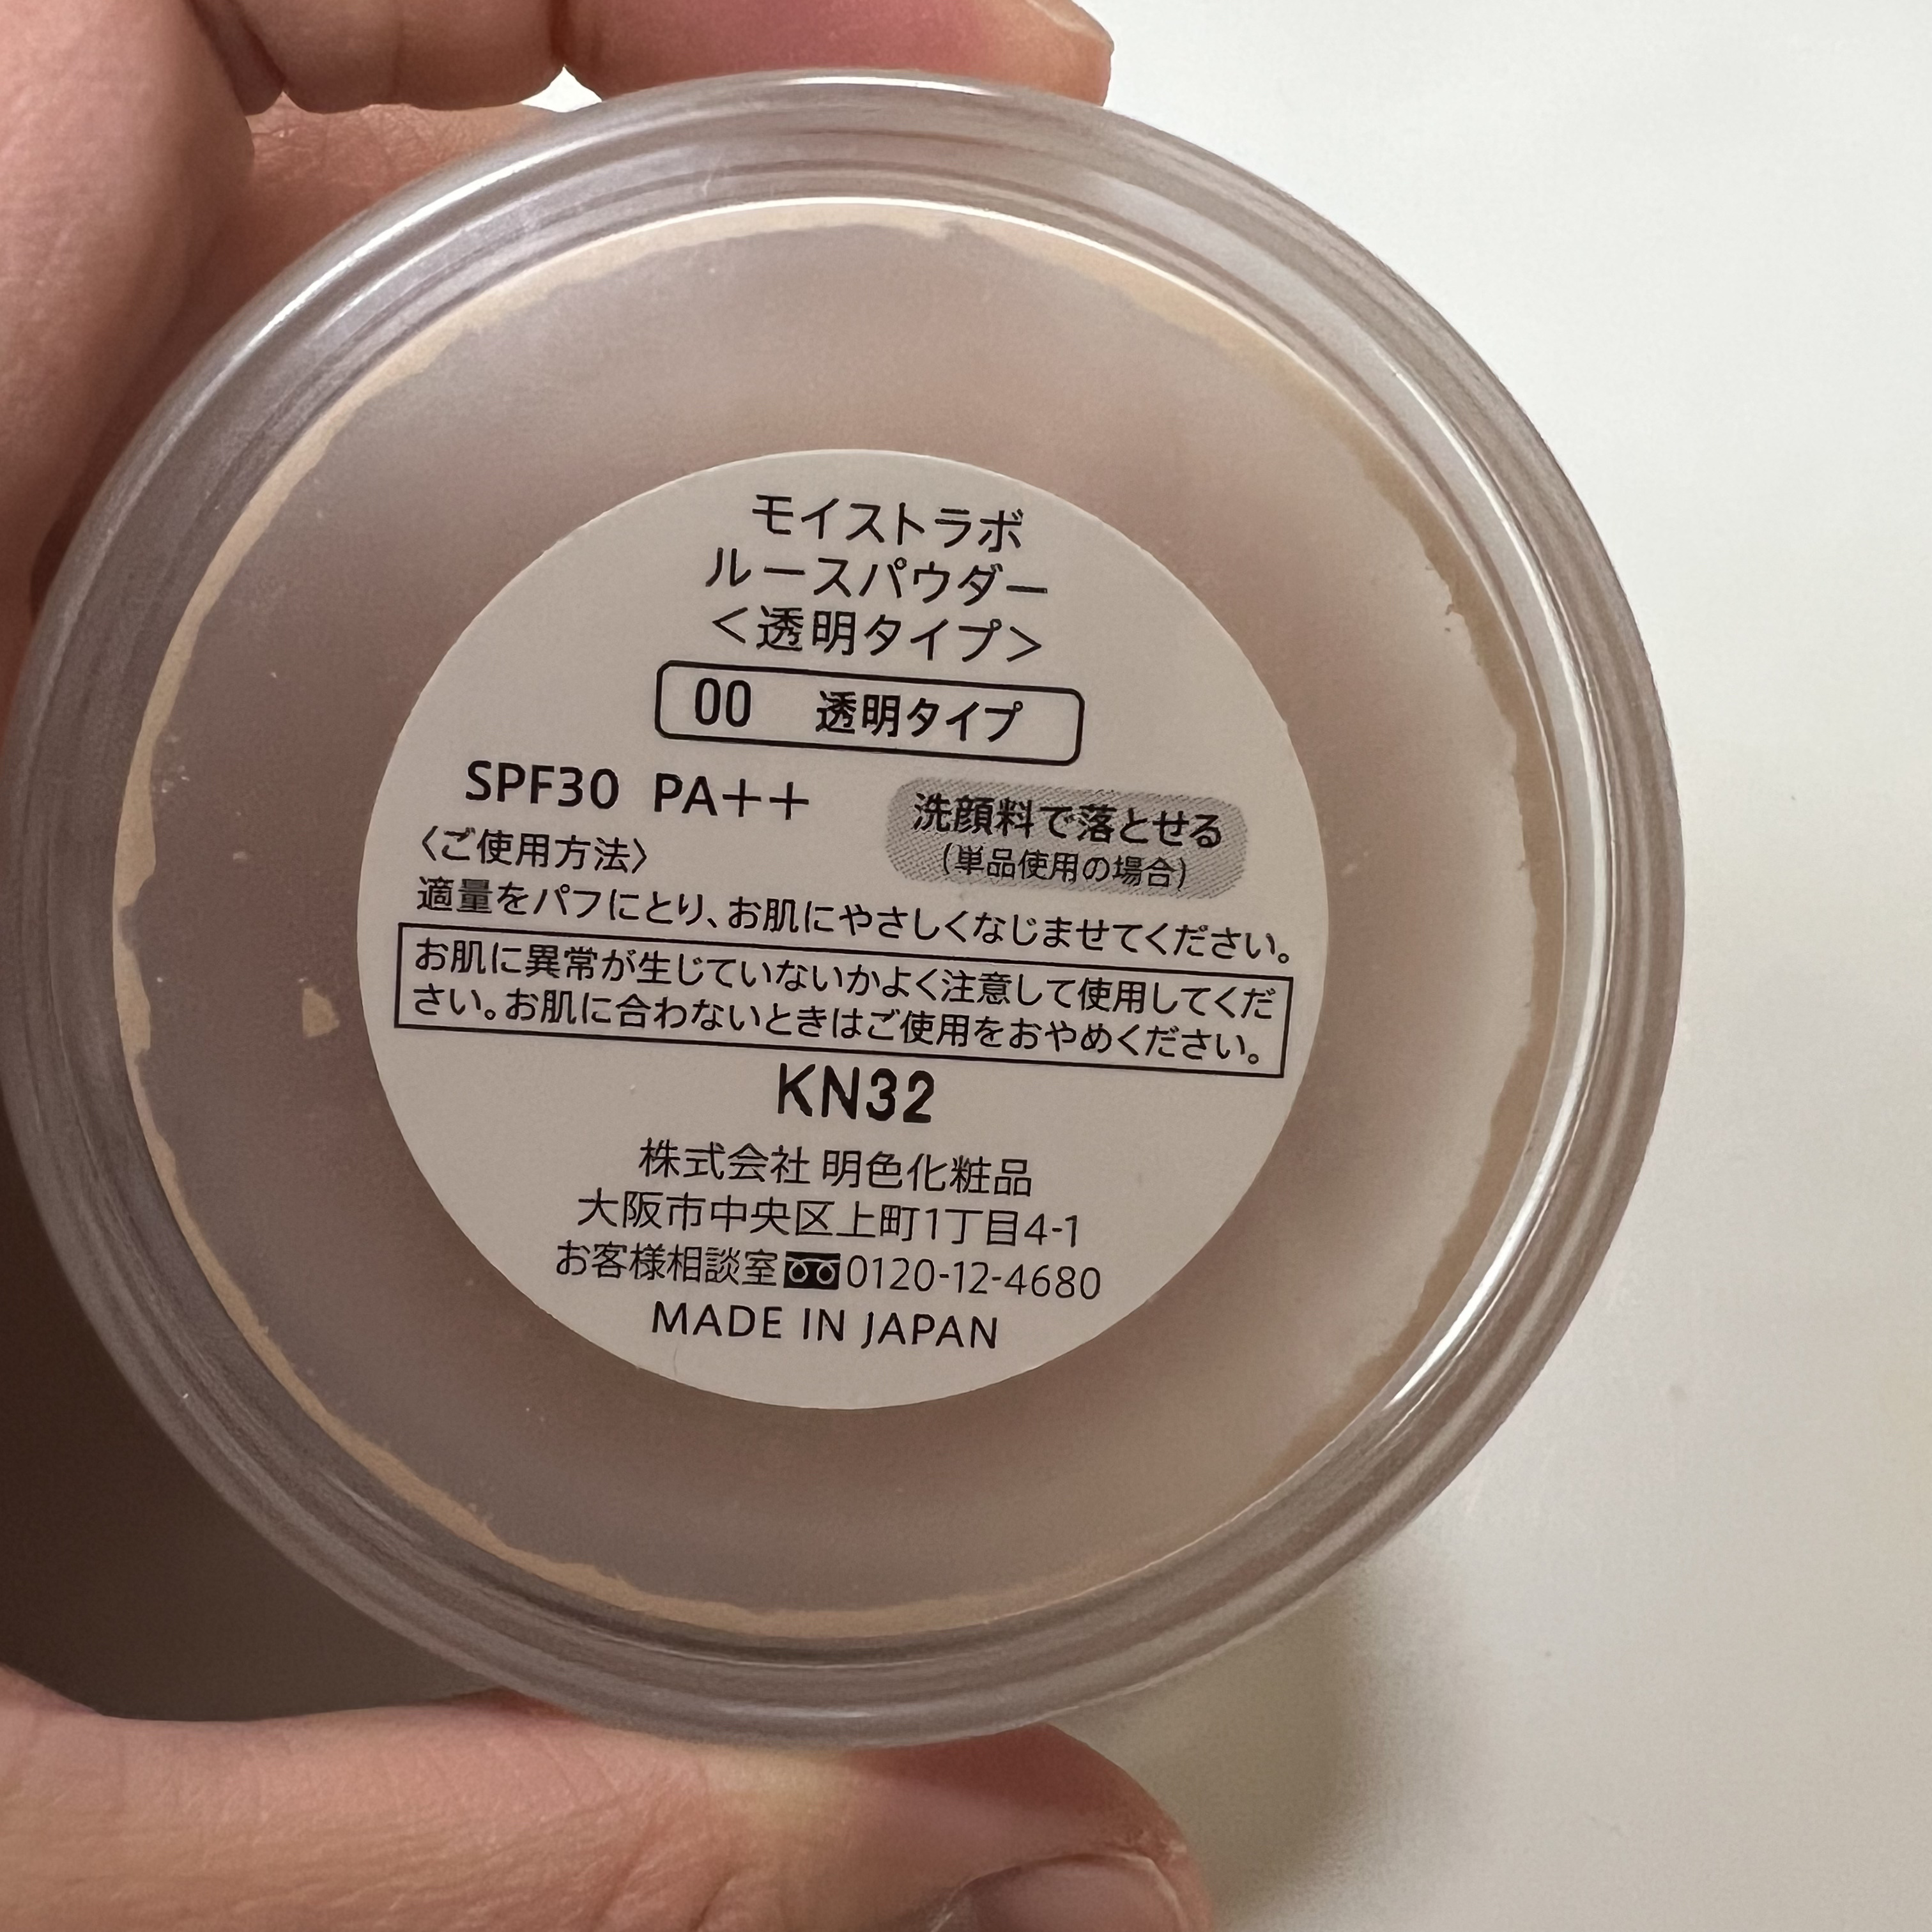 モイストラボ
ルースパウダー
＜透明タイプ＞
00 透明タイプ
SPF30 PA++
洗顔料で落とせる
(単品使用の場合)
〈ご使用方法〉
適量をパフにとり、お肌にやさしくなじませてください。
お肌に異常が生じていないかよく注意して使用してくだ
さい。お肌に合わないときはご使用をおやめください。
KN32
株式会社 明色化粧品
大阪市中央区上町1丁目4-1
お客様相談室 0120-12-4680
MADE IN JAPAN